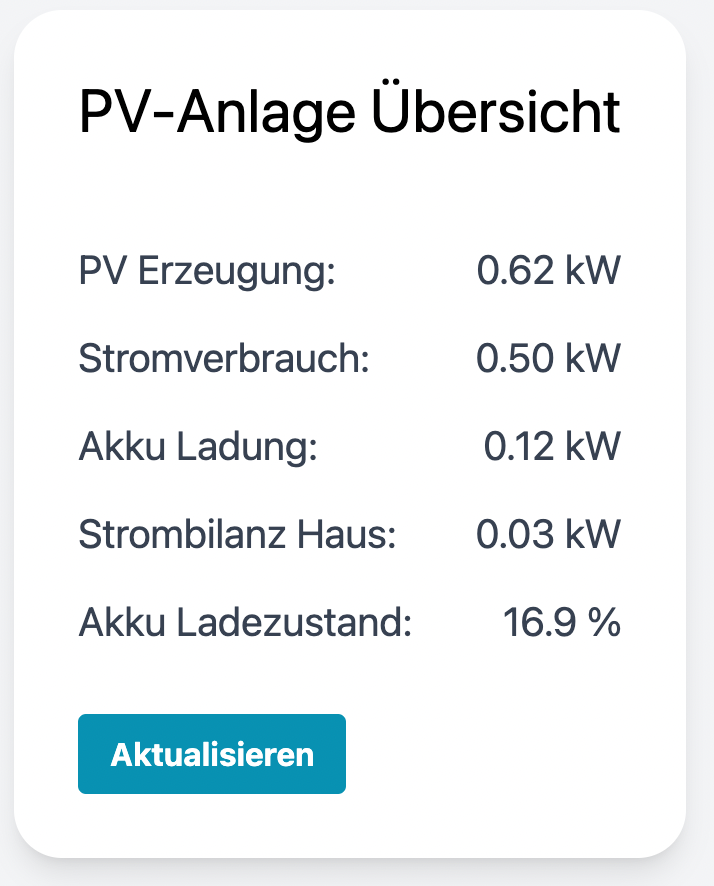 PV-Anlage Übersicht
PV Erzeugung: 0.62 kW
Stromverbrauch: 0.50 kW
Akku Ladung: 0.12 kW
Strombilanz Haus: 0.03 kW
Akku Ladezustand: 16.9 %
Aktualisieren